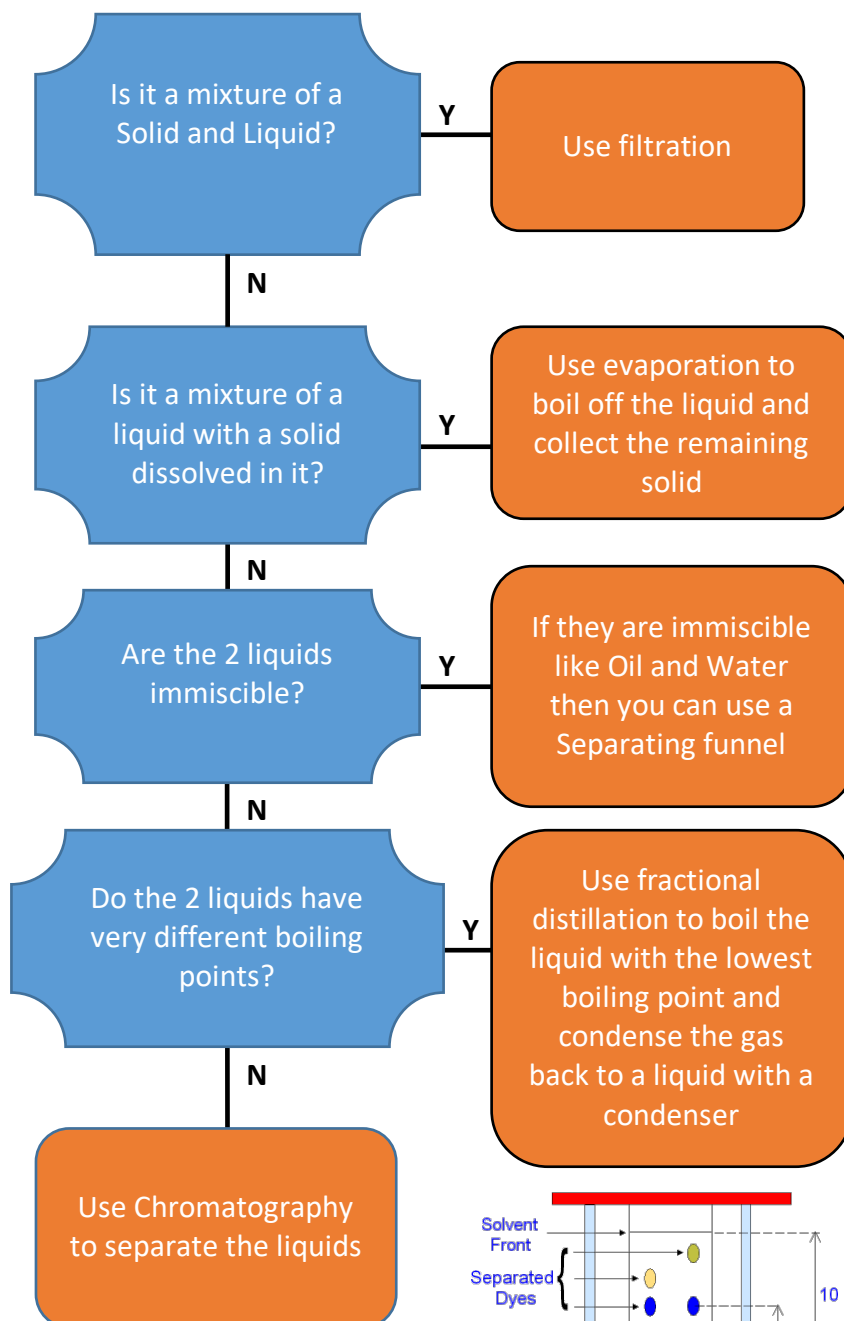 Is it a mixture of a
Solid and Liquid?
Y
Use filtration
N
Is it a mixture of a
liquid with a solid
dissolved in it?
Y
Use evaporation to
boil off the liquid and
collect the remaining
solid
N
Are the 2 liquids
immiscible?
Y
If they are immiscible
like Oil and Water
then you can use a
Separating funnel
N
Do the 2 liquids have
very different boiling
points?
Y
Use fractional
distillation to boil the
liquid with the lowest
boiling point and
condense the gas
back to a liquid with a
condenser
N
Use Chromatography
to separate the liquids
Solvent
Front
Separated
Dyes
10